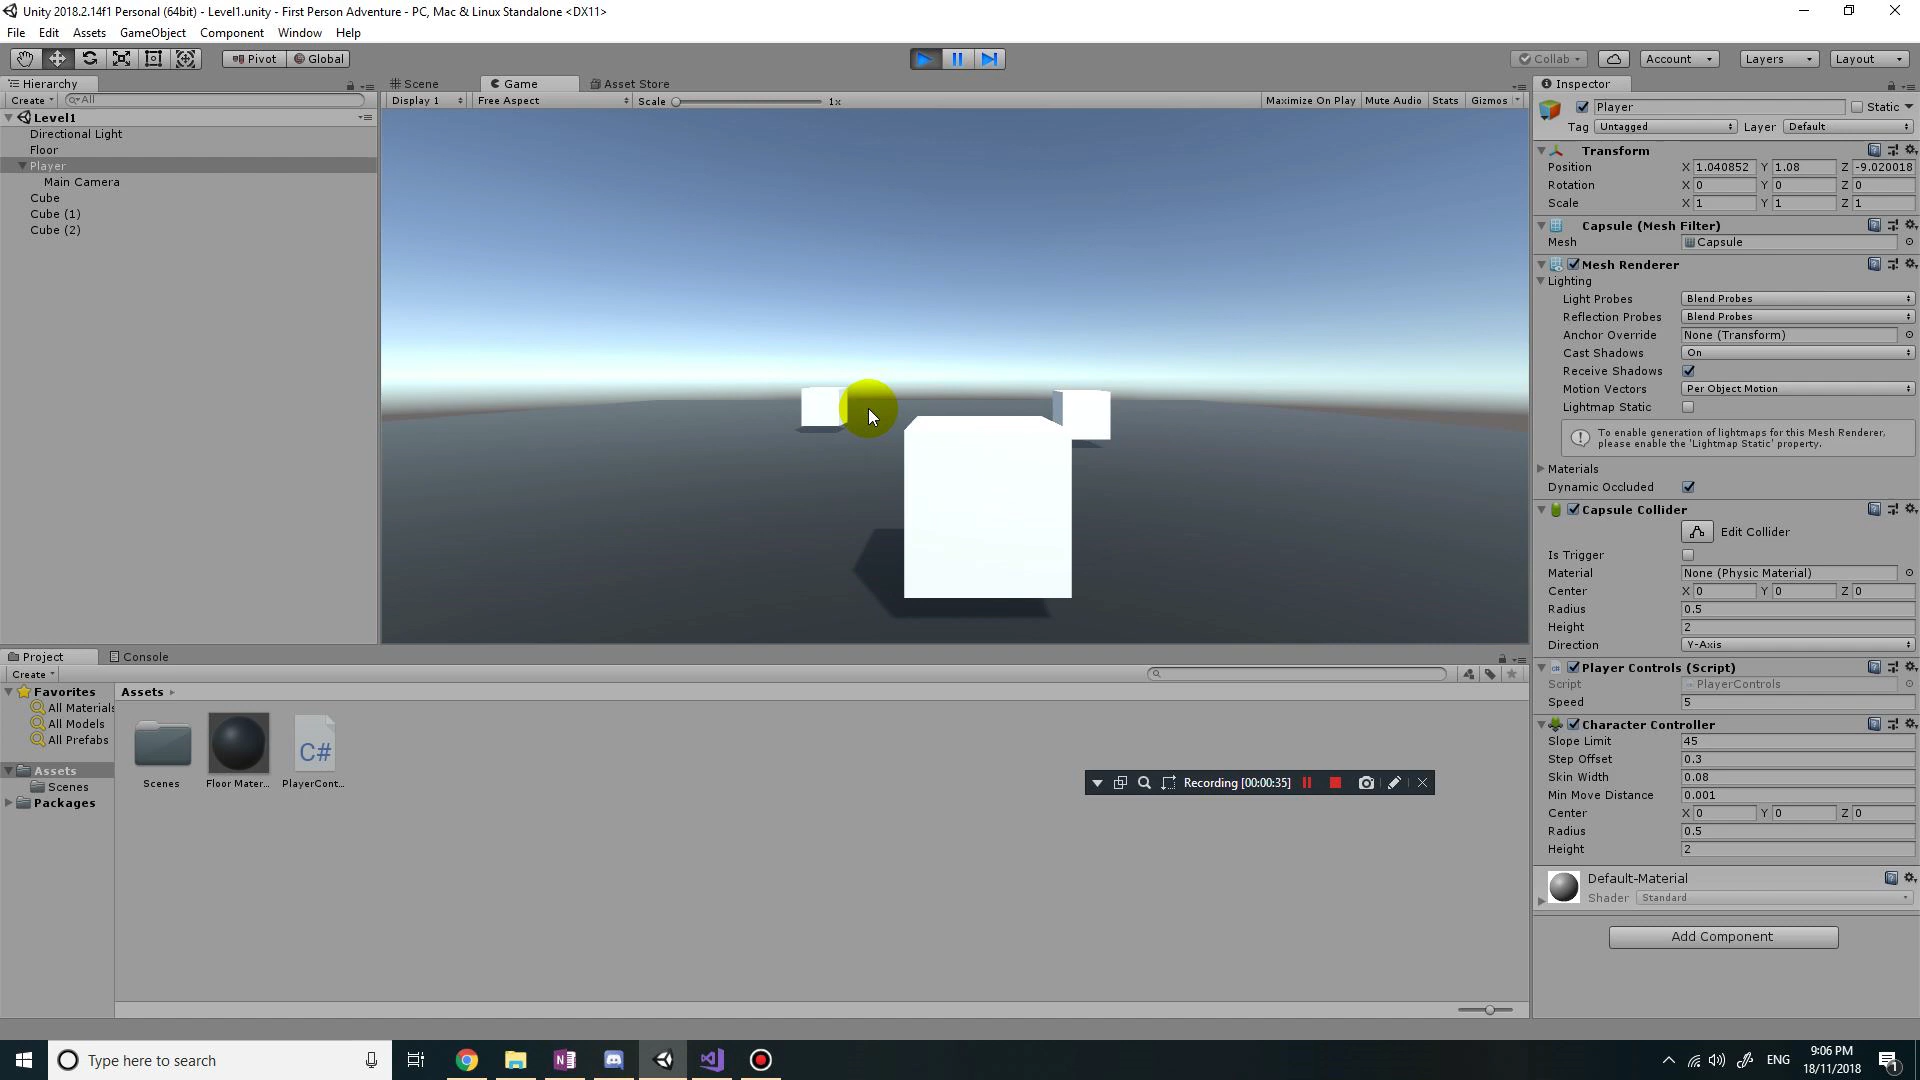 Unity 2018.2.14f1 Personal (64bit) - Level1.unity - First Person Adventure - PC, Mac & Linux Standalone <DX11>
File Edit Assets GameObject Component Window Help
Pivot Global Collab Account Layers Layout
Hierarchy
Create All
Level1
Directional Light
Floor
Player
Main Camera
Cube
Cube (1)
Cube (2)
Scene Game Asset Store
Display 1 Free Aspect Scale 1x Maximize On Play Mute Audio Stats Gizmos
Inspector
Player Static
Tag Untagged Layer Default
Transform
Position X 1.040852 Y 1.08 Z -9.020018
Rotation X 0 Y 0 Z 0
Scale X 1 Y 1 Z 1
Capsule (Mesh Filter)
Mesh Capsule
Mesh Renderer
Lighting
Light Probes Blend Probes
Reflection Probes Blend Probes
Anchor Override None (Transform)
Cast Shadows On
Receive Shadows
Motion Vectors Per Object Motion
Lightmap Static
To enable generation of lightmaps for this Mesh Renderer,
please enable the 'Lightmap Static' property.
Materials
Dynamic Occluded
Capsule Collider
Edit Collider
Is Trigger
Material None (Physic Material)
Center X 0 Y 0 Z 0
Radius 0.5
Height 2
Direction Y-Axis
Player Controls (Script)
Script PlayerControls
Speed 5
Character Controller
Slope Limit 45
Step Offset 0.3
Skin Width 0.08
Min Move Distance 0.001
Center X 0 Y 0 Z 0
Radius 0.5
Height 2
Default-Material
Shader Standard
Add Component
Project Console
Create
Favorites
All Materials
All Models
All Prefabs
Assets
Scenes
Packages
Assets
C#
Scenes Floor Mater... PlayerCont...
Recording [00:00:35]
Type here to search
ENG
9:06 PM
18/11/2018
1